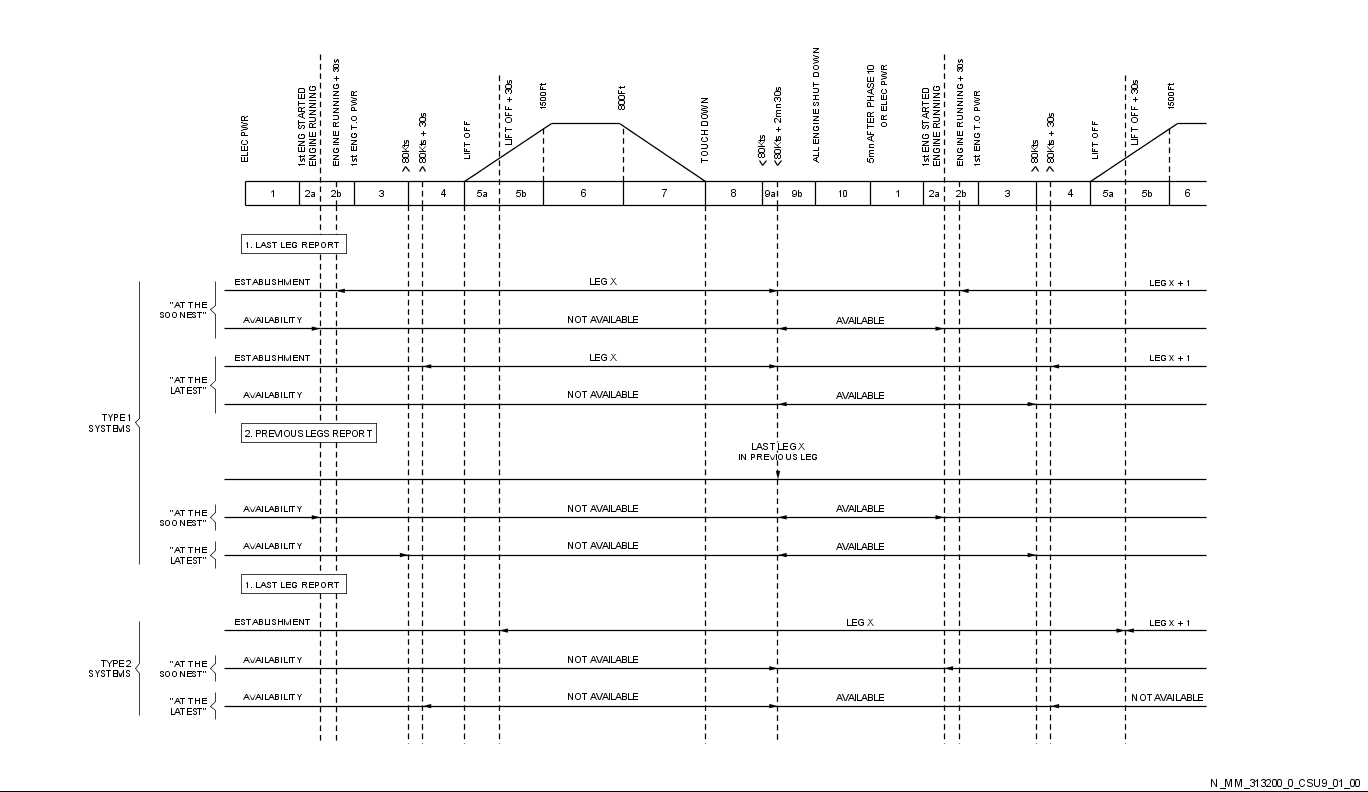 ELEC PWR
1st ENG STARTED
ENGINE RUNNING
ENGINE RUNNING + 30s
1st ENG T.O PWR
> 80Kts
> 80Kts + 30s
LIFT OFF
LIFT OFF + 30s
1500Ft
800Ft
TOUCH DOWN
< 80Kts
< 80Kts + 2mn 30s
ALL ENGINE SHUT DOWN
5mn AFTER PHASE 10
OR ELEC PWR
1st ENG STARTED
ENGINE RUNNING
ENGINE RUNNING + 30s
1st ENG T.O PWR
> 80Kts
> 80Kts + 30s
LIFT OFF
LIFT OFF + 30s
1500Ft
1 2a 2b 3 4 5a 5b 6 7 8 9a 9b 10 1 2a 2b 3 4 5a 5b 6
1. LAST LEG REPORT
ESTABLISHMENT LEG X LEG X + 1
"AT THE
SOONEST"
AVAILABILITY NOT AVAILABLE AVAILABLE
ESTABLISHMENT LEG X LEG X + 1
"AT THE
LATEST"
AVAILABILITY NOT AVAILABLE AVAILABLE
TYPE 1
SYSTEMS
2. PREVIOUS LEGS REPORT
LAST LEG X
IN PREVIOUS LEG
"AT THE
SOONEST"
AVAILABILITY NOT AVAILABLE AVAILABLE
"AT THE
LATEST"
AVAILABILITY NOT AVAILABLE AVAILABLE
1. LAST LEG REPORT
ESTABLISHMENT LEG X LEG X + 1
TYPE 2
SYSTEMS
"AT THE
SOONEST"
AVAILABILITY NOT AVAILABLE
"AT THE
LATEST"
AVAILABILITY NOT AVAILABLE AVAILABLE NOT AVAILABLE
N_MM_313200_0_CSU9_01_00